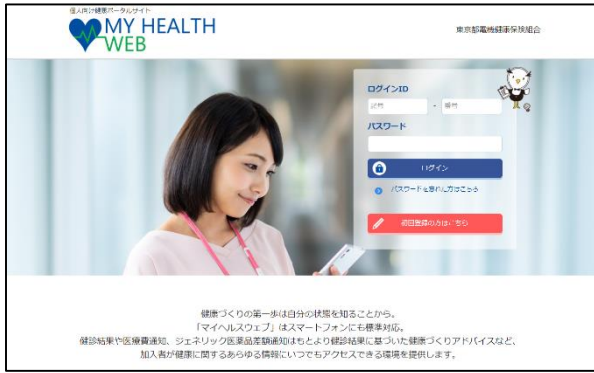 個人向け健康ポータルサイト
MY HEALTH
WEB
東京都電機健康保険組合
ログインID
記号 - 番号
パスワード
ログイン
パスワードを忘れた方はこちら
初回登録の方はこちら
健康づくりの第一歩は自分の状態を知ることから。
「マイヘルスウェブ」はスマートフォンにも標準対応。
健診結果や医療費通知、ジェネリック医薬品差額通知はもとより健診結果に基づいた健康づくりアドバイスなど、
加入者が健康に関するあらゆる情報にいつでもアクセスできる環境を提供します。